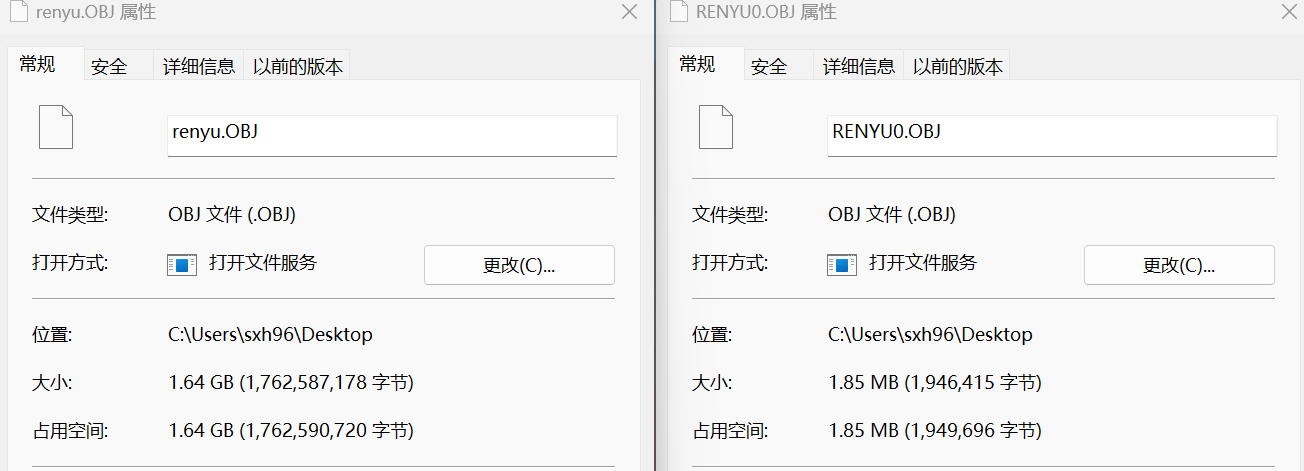 renyu.OBJ 属性
常规 安全 详细信息 以前的版本
renyu.OBJ
文件类型: OBJ 文件 (.OBJ)
打开方式: 打开文件服务 更改(C)...
位置: C:\Users\sxh96\Desktop
大小: 1.64 GB (1,762,587,178 字节)
占用空间: 1.64 GB (1,762,590,720 字节)
RENYU0.OBJ 属性
常规 安全 详细信息 以前的版本
RENYU0.OBJ
文件类型: OBJ 文件 (.OBJ)
打开方式: 打开文件服务 更改(C)...
位置: C:\Users\sxh96\Desktop
大小: 1.85 MB (1,946,415 字节)
占用空间: 1.85 MB (1,949,696 字节)